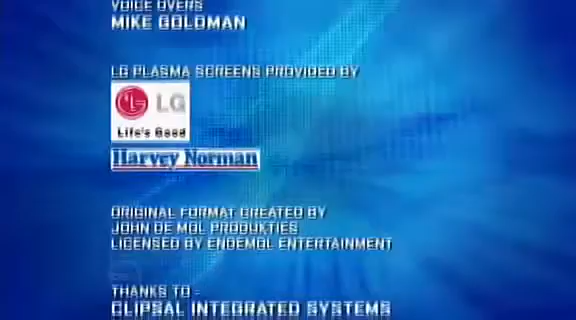 VOICE OVERS
MIKE GOLDMAN
LG PLASMA SCREENS PROVIDED BY
LG
Life's Good
Harvey Norman
ORIGINAL FORMAT CREATED BY
JOHN DE MOL PRODUKTIES
LICENSED BY ENDEMOL ENTERTAINMENT
THANKS TO -
CLIPSAL INTEGRATED SYSTEMS